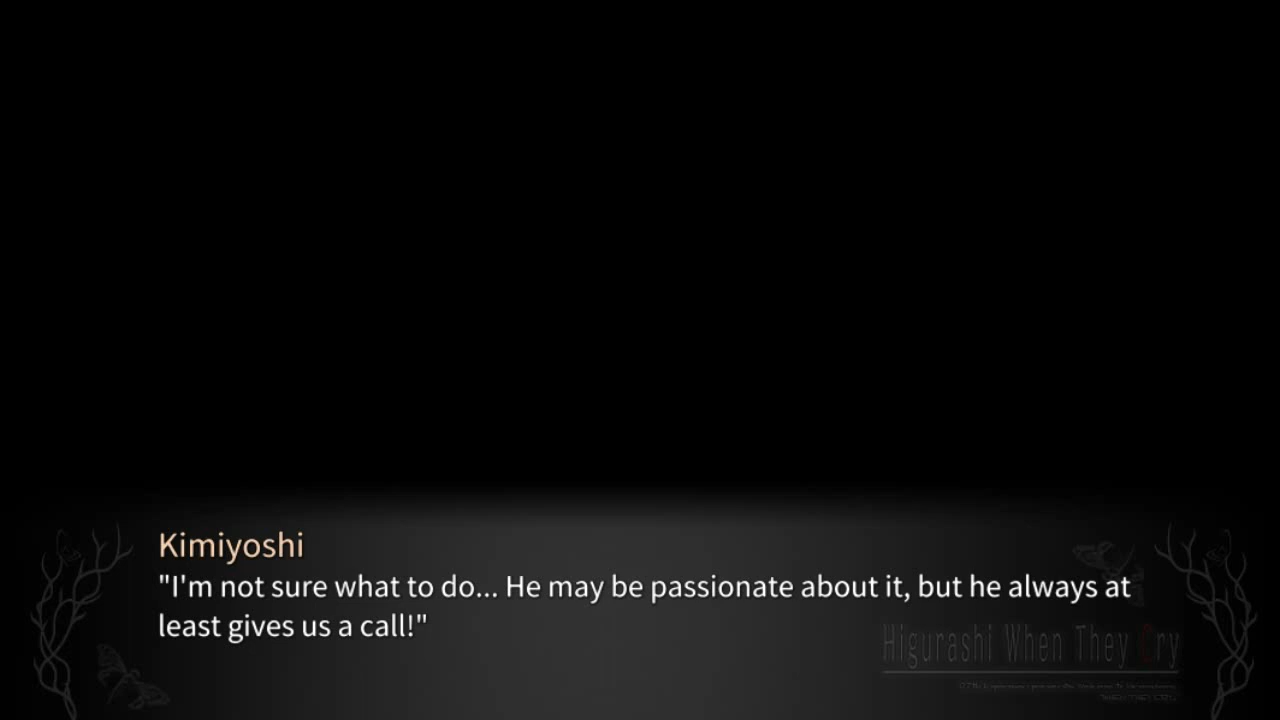 Kimiyoshi
"I'm not sure what to do... He may be passionate about it, but he always at
least gives us a call!"
Higurashi When They Cry